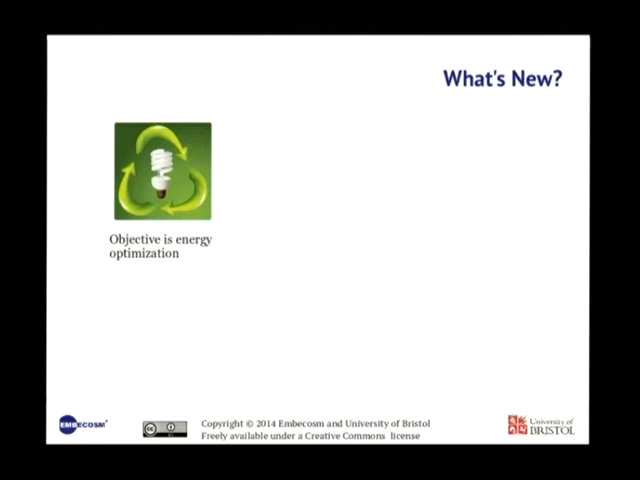 What's New?
Objective is energy
optimization
EMBECOSM®
Copyright © 2014 Embecosm and University of Bristol
Freely available under a Creative Commons license
University of
BRISTOL